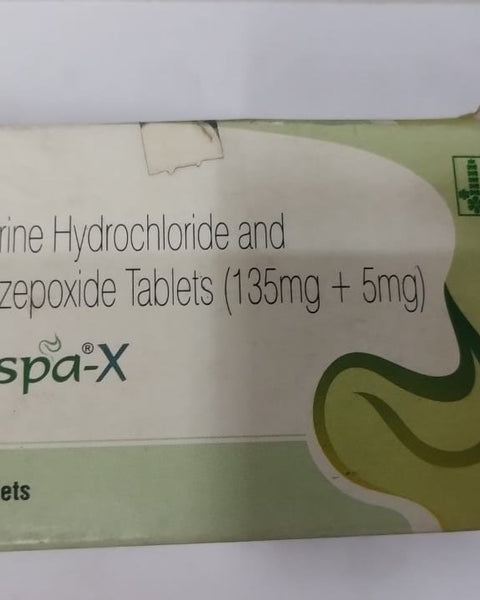 rine Hydrochloride and
zepoxide Tablets (135mg + 5mg)
spa®-X
ets